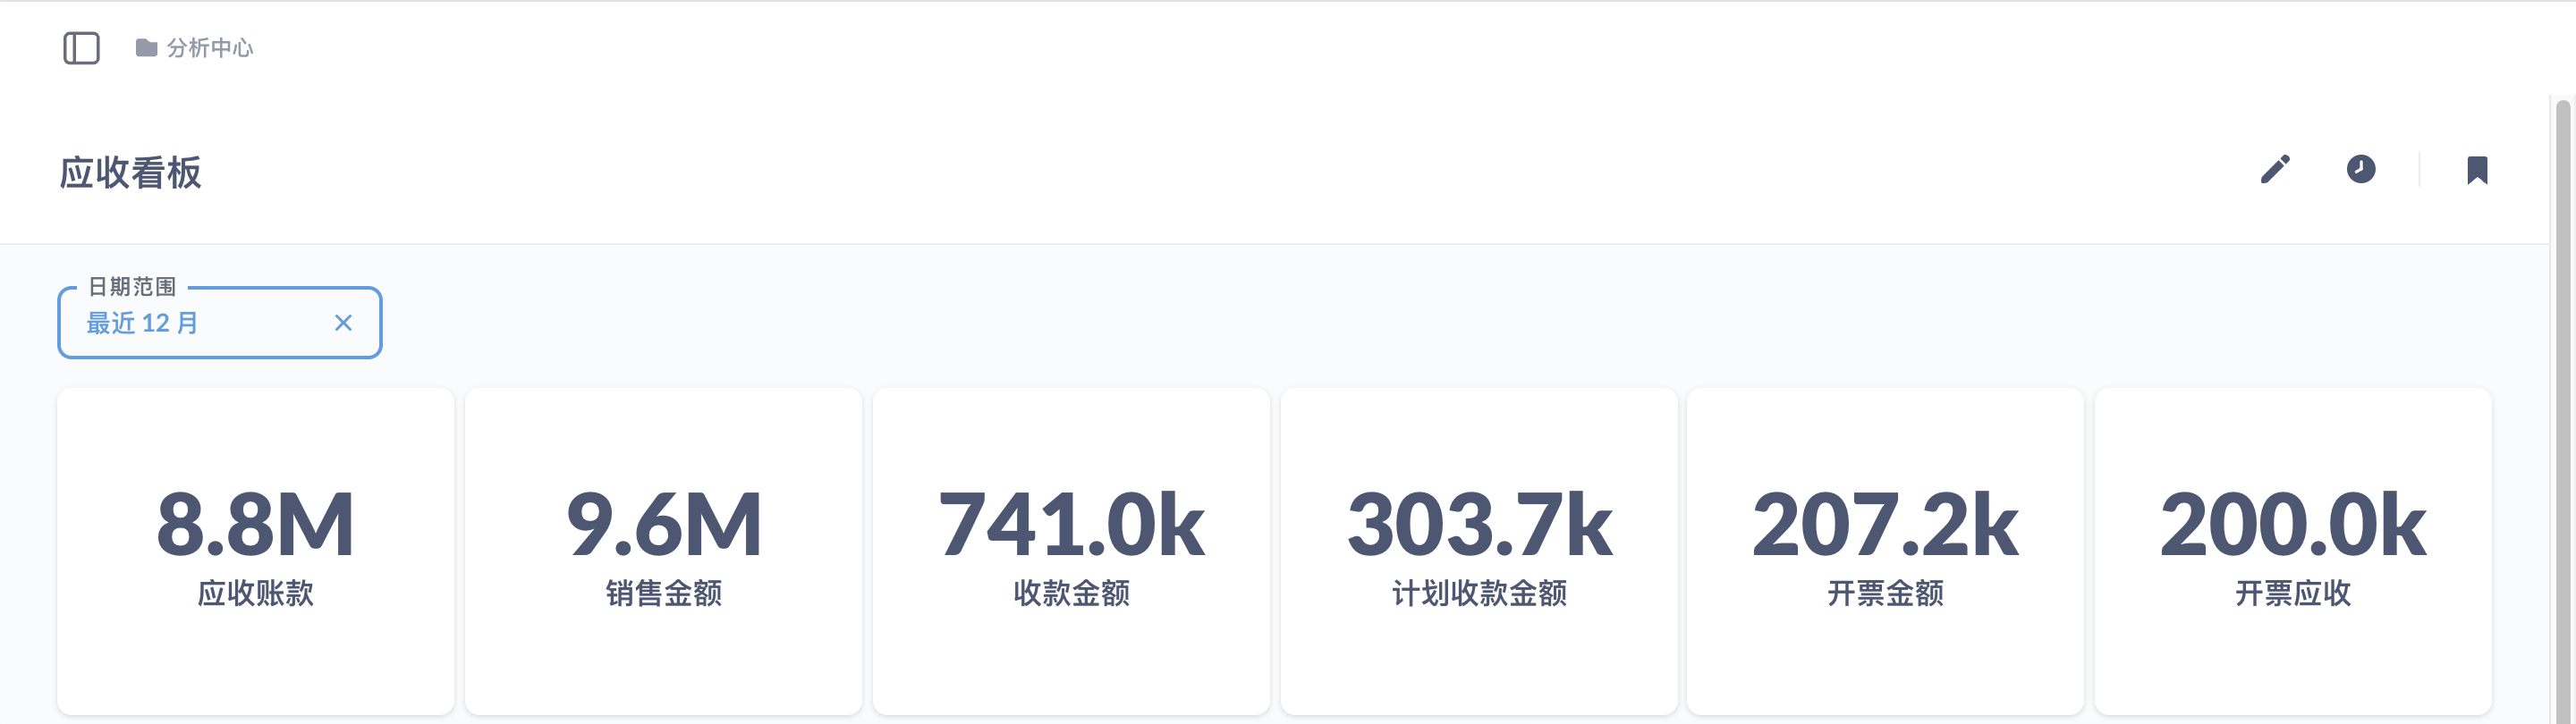 分析中心
应收看板
日期范围
最近 12 月
8.8M
应收账款
9.6M
销售金额
741.0k
收款金额
303.7k
计划收款金额
207.2k
开票金额
200.0k
开票应收